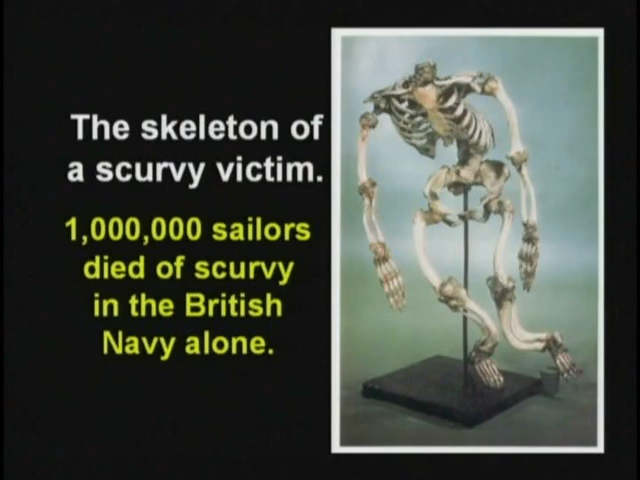 The skeleton of
a scurvy victim.
1,000,000 sailors
died of scurvy
in the British
Navy alone.